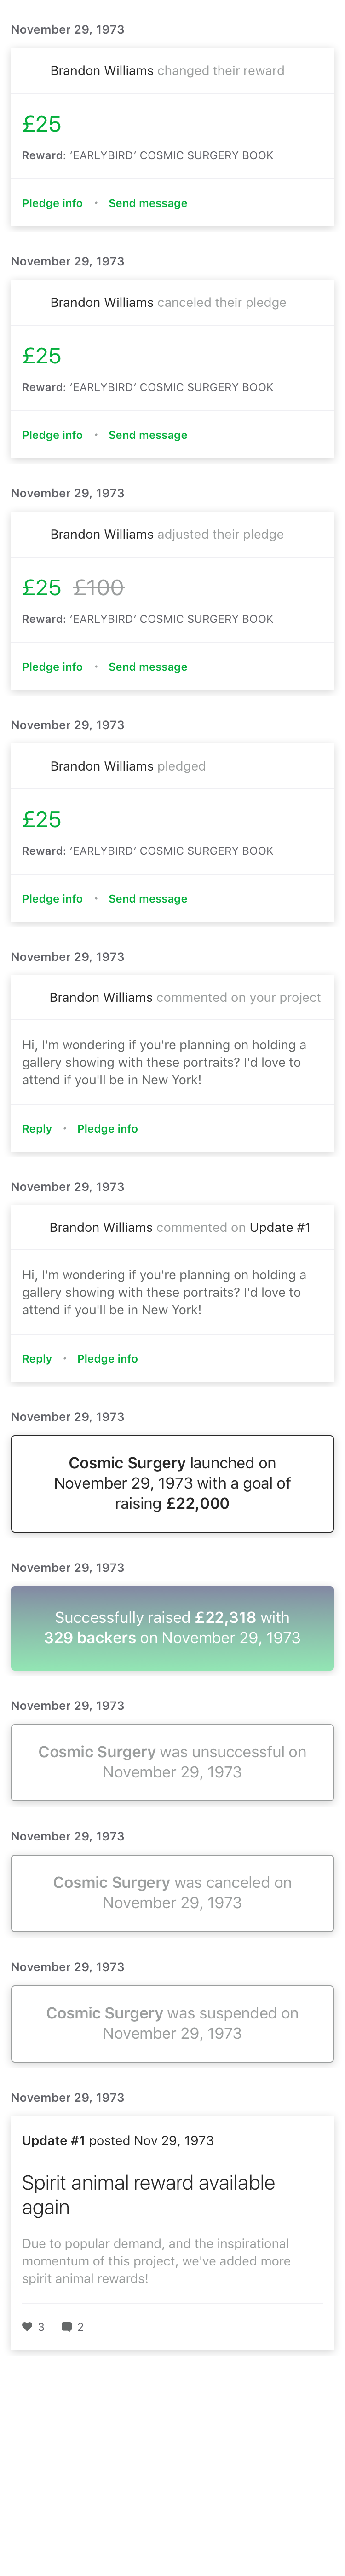 November 29, 1973
Brandon Williams changed their reward
£25
Reward: ‘EARLYBIRD’ COSMIC SURGERY BOOK
Pledge info • Send message
November 29, 1973
Brandon Williams canceled their pledge
£25
Reward: ‘EARLYBIRD’ COSMIC SURGERY BOOK
Pledge info • Send message
November 29, 1973
Brandon Williams adjusted their pledge
£25 £100
Reward: ‘EARLYBIRD’ COSMIC SURGERY BOOK
Pledge info • Send message
November 29, 1973
Brandon Williams pledged
£25
Reward: ‘EARLYBIRD’ COSMIC SURGERY BOOK
Pledge info • Send message
November 29, 1973
Brandon Williams commented on your project
Hi, I'm wondering if you're planning on holding a
gallery showing with these portraits? I'd love to
attend if you'll be in New York!
Reply • Pledge info
November 29, 1973
Brandon Williams commented on Update #1
Hi, I'm wondering if you're planning on holding a
gallery showing with these portraits? I'd love to
attend if you'll be in New York!
Reply • Pledge info
November 29, 1973
Cosmic Surgery launched on
November 29, 1973 with a goal of
raising £22,000
November 29, 1973
Successfully raised £22,318 with
329 backers on November 29, 1973
November 29, 1973
Cosmic Surgery was unsuccessful on
November 29, 1973
November 29, 1973
Cosmic Surgery was canceled on
November 29, 1973
November 29, 1973
Cosmic Surgery was suspended on
November 29, 1973
November 29, 1973
Update #1 posted Nov 29, 1973
Spirit animal reward available
again
Due to popular demand, and the inspirational
momentum of this project, we've added more
spirit animal rewards!
3 2